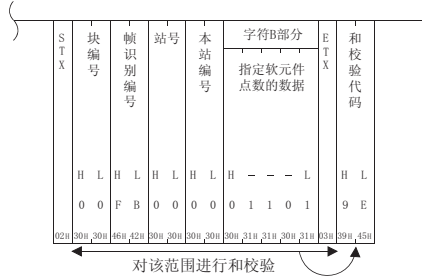 STX 块编号 帧识别编号 站号 本站编号 字符B部分 ETX 和校验代码
指定软元件
点数的数据
H L H L H L H L H - - - L H L
0 0 F B 0 0 0 0 0 1 1 0 1 9 E
02H 30H 30H 46H 42H 30H 30H 30H 30H 30H 31H 31H 30H 31H 03H 39H 45H
对该范围进行和校验